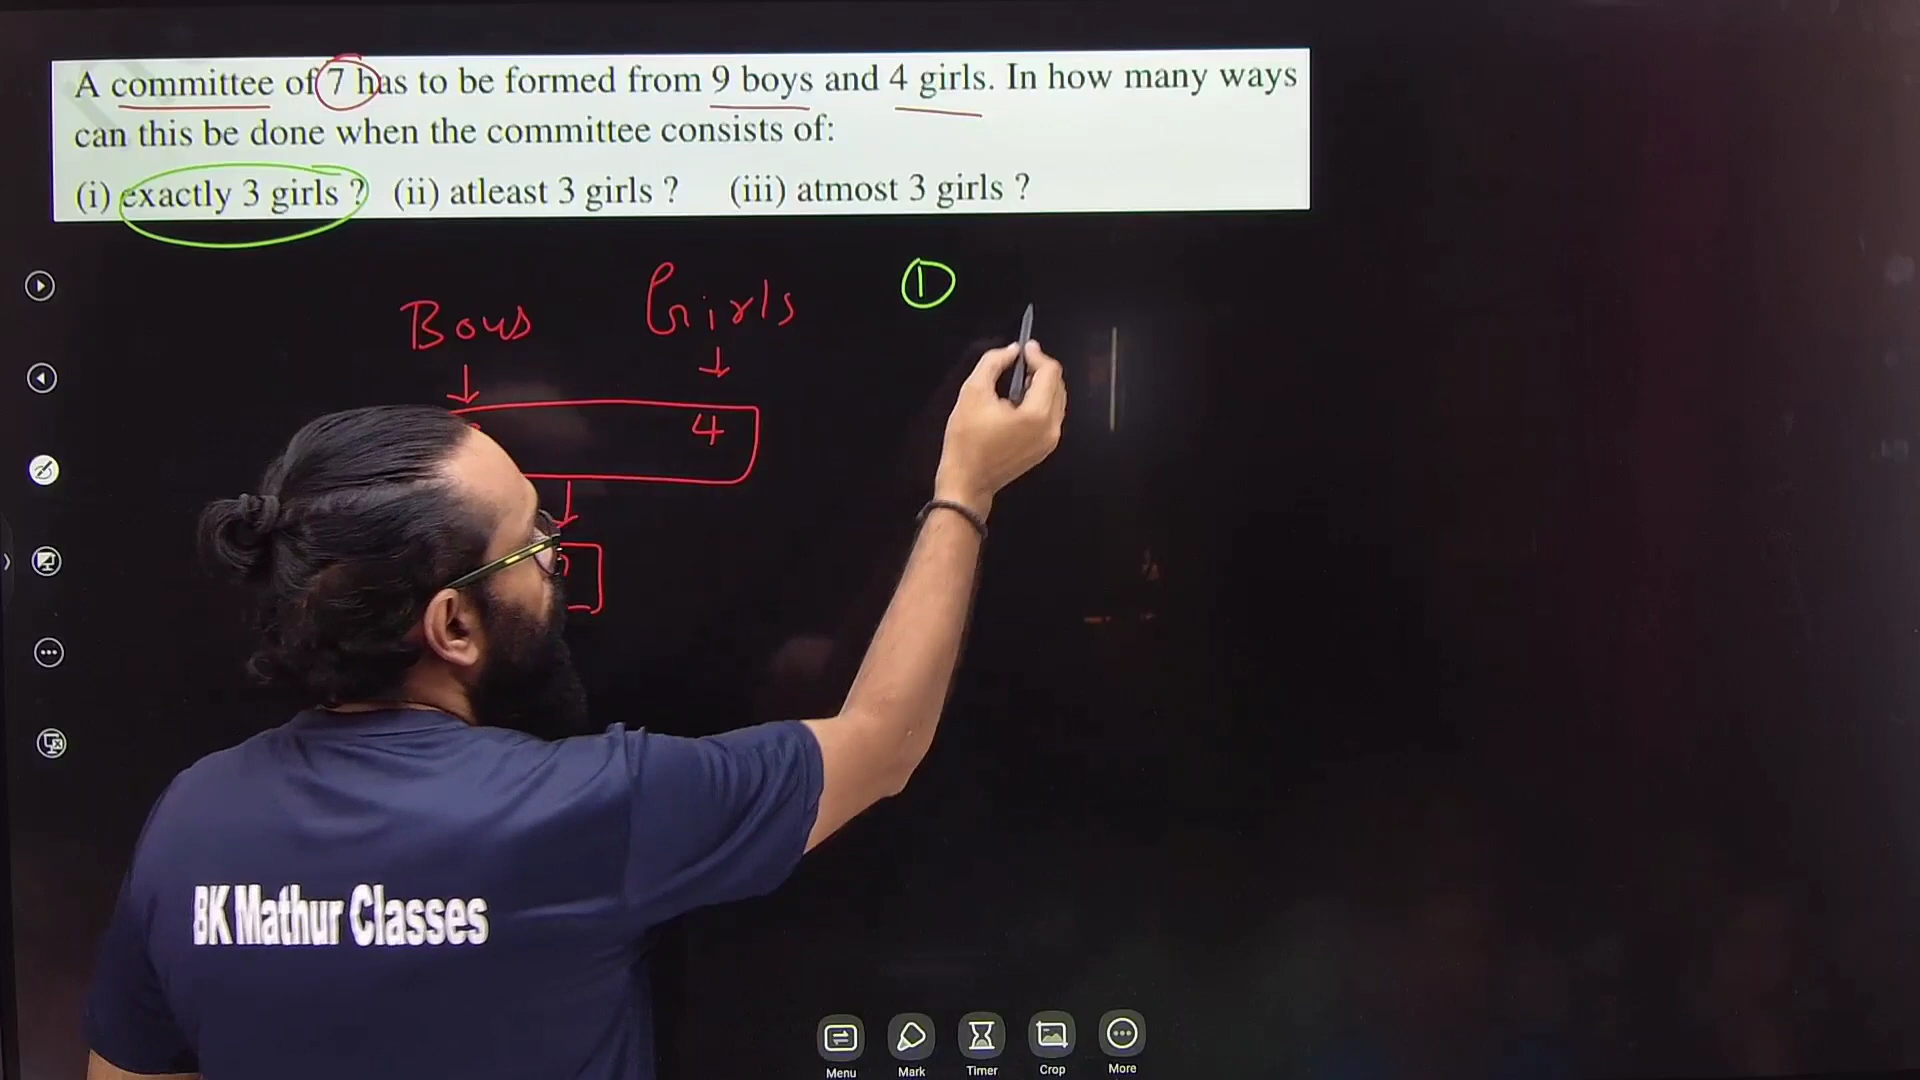 A committee of 7 has to be formed from 9 boys and 4 girls. In how many ways
can this be done when the committee consists of:
(i) exactly 3 girls ? (ii) atleast 3 girls ? (iii) atmost 3 girls ?
Boys Girls
1
4
BK Mathur Classes
Menu Mark Timer Crop More